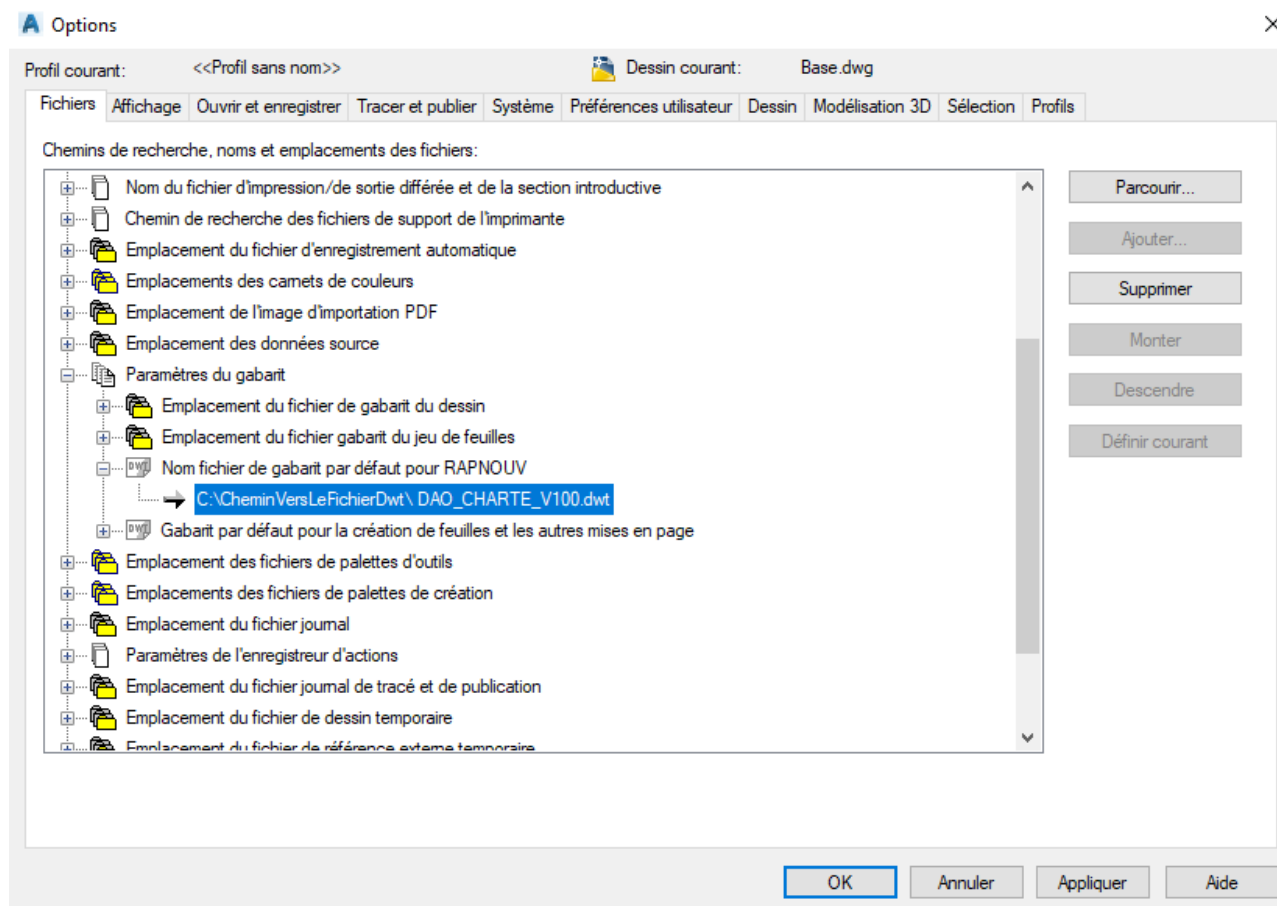 Options
Profil courant: <<Profil sans nom>> Dessin courant: Base.dwg
Fichiers Affichage Ouvrir et enregistrer Tracer et publier Système Préférences utilisateur Dessin Modélisation 3D Sélection Profils
Chemins de recherche, noms et emplacements des fichiers:
Nom du fichier d'impression/de sortie différée et de la section introductive
Parcourir...
Chemin de recherche des fichiers de support de l'imprimante
Ajouter...
Emplacement du fichier d'enregistrement automatique
Emplacements des carnets de couleurs
Supprimer
Emplacement de l'image d'importation PDF
Emplacement des données source
Monter
Paramètres du gabarit
Descendre
Emplacement du fichier de gabarit du dessin
Emplacement du fichier gabarit du jeu de feuilles
Définir courant
Nom fichier de gabarit par défaut pour RAPNOUV
C:\CheminVersLeFichierDwt\ DAO_CHARTE_V100.dwt
Gabarit par défaut pour la création de feuilles et les autres mises en page
Emplacement des fichiers de palettes d'outils
Emplacements des fichiers de palettes de création
Emplacement du fichier journal
Paramètres de l'enregistreur d'actions
Emplacement du fichier journal de tracé et de publication
Emplacement du fichier de dessin temporaire
Emplacement du fichier de référence externe temporaire
OK Annuler Appliquer Aide